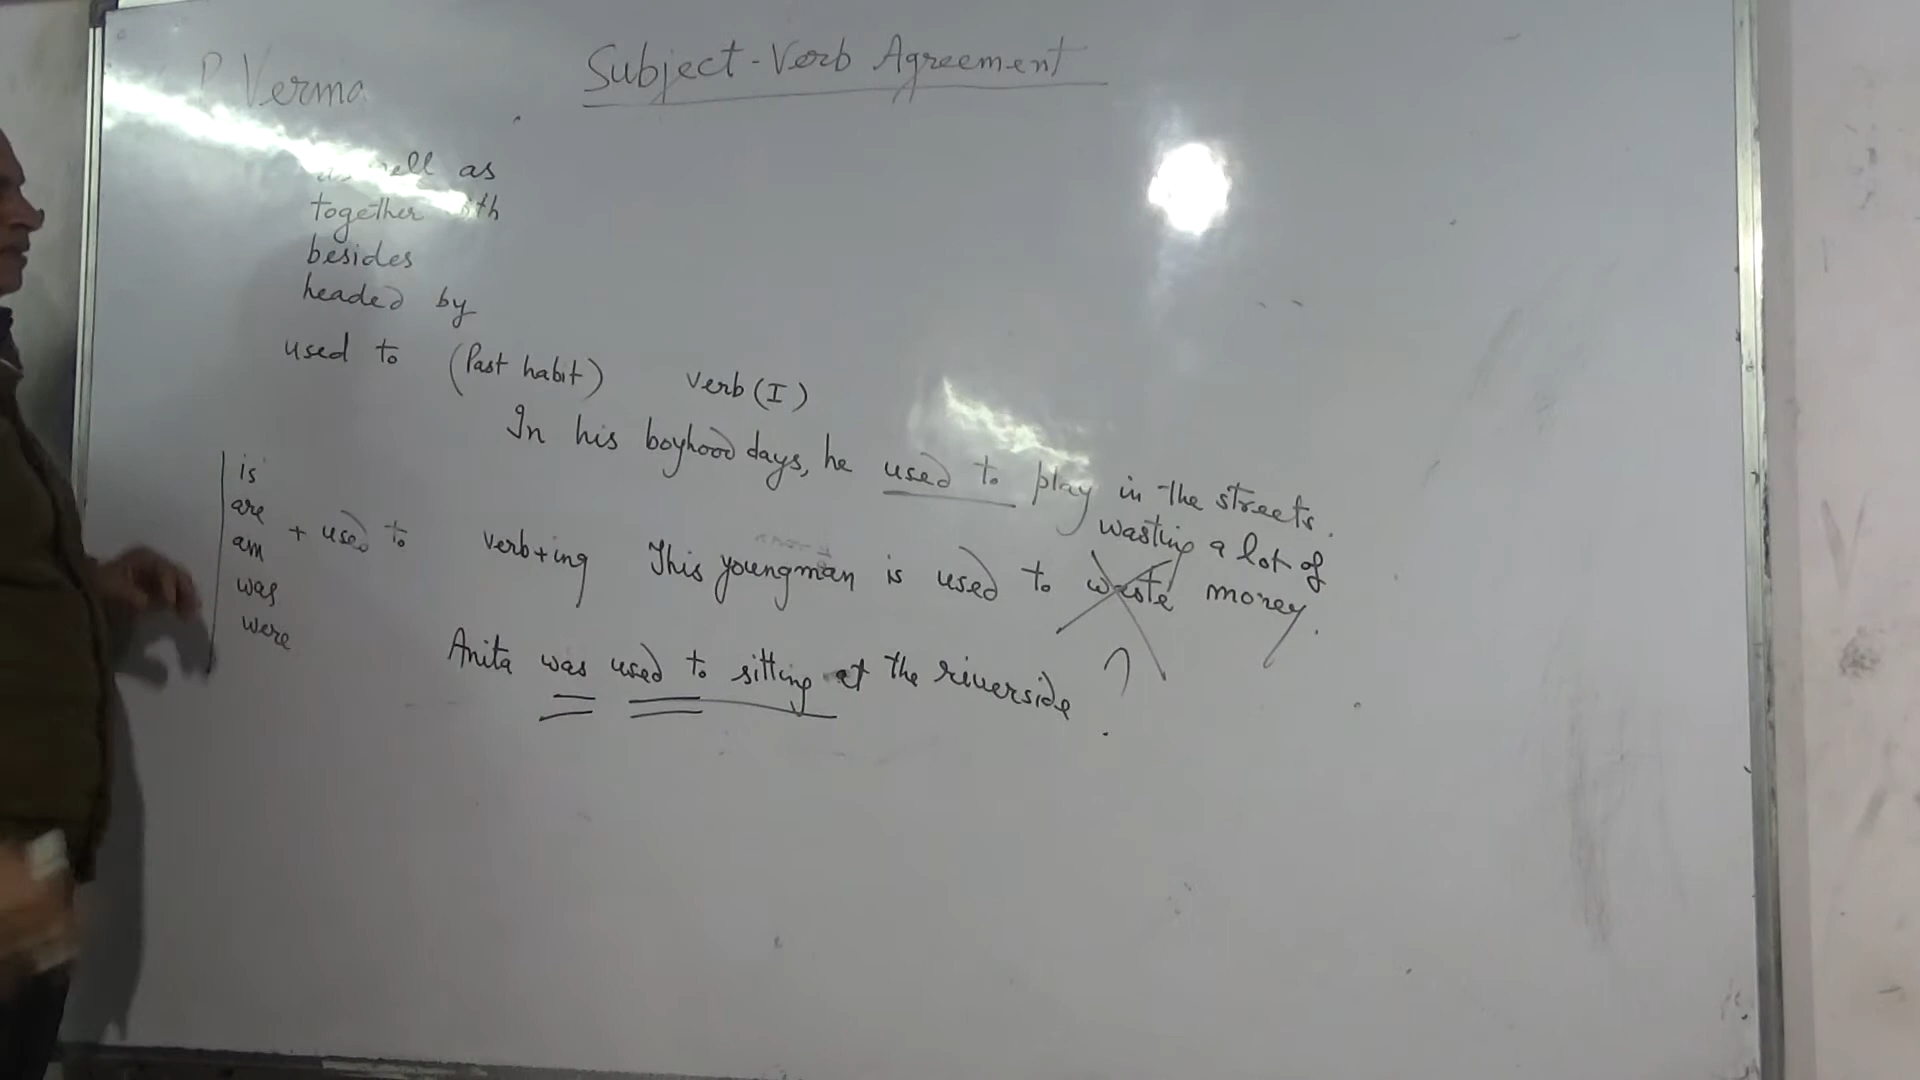 P Verma
Subject-Verb Agreement
as well as
together with
besides
headed by
used to (Past habit) verb (I)
In his boyhood days, he used to play in the streets.
is
are
am
was
were
+ used to verb+ing This youngman is used to waste money.
wasting a lot of
Anita was used to sitting at the riverside.